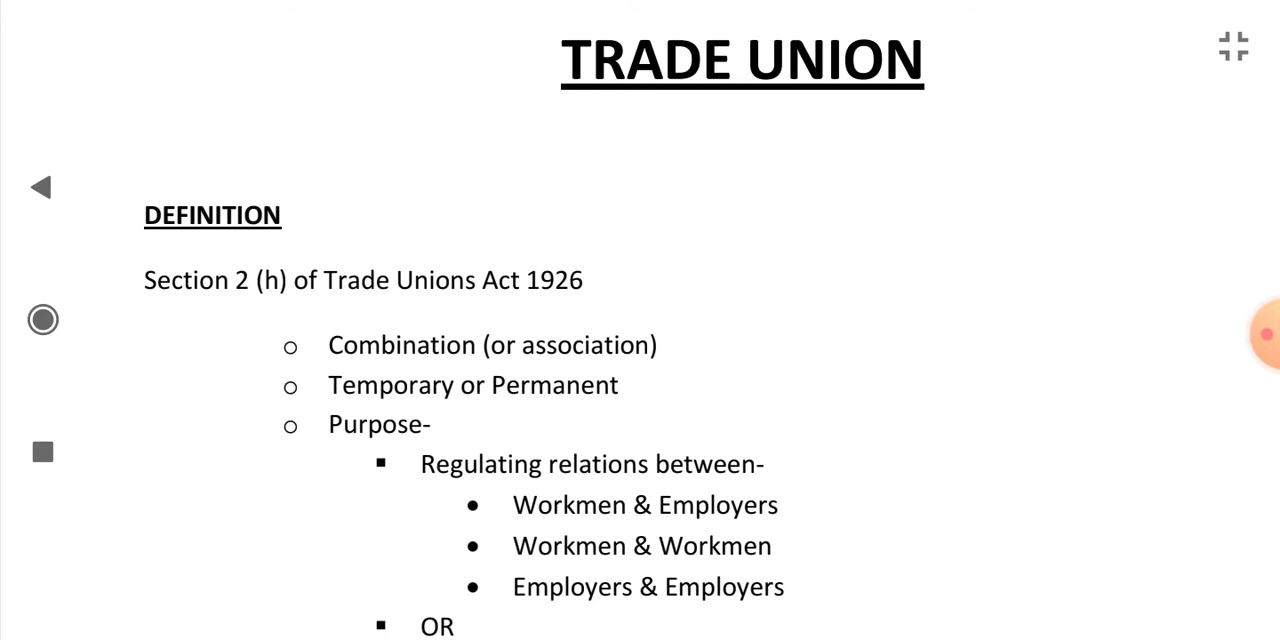 TRADE UNION
DEFINITION
Section 2 (h) of Trade Unions Act 1926
o Combination (or association)
o Temporary or Permanent
o Purpose-
▪ Regulating relations between-
• Workmen & Employers
• Workmen & Workmen
• Employers & Employers
▪ OR